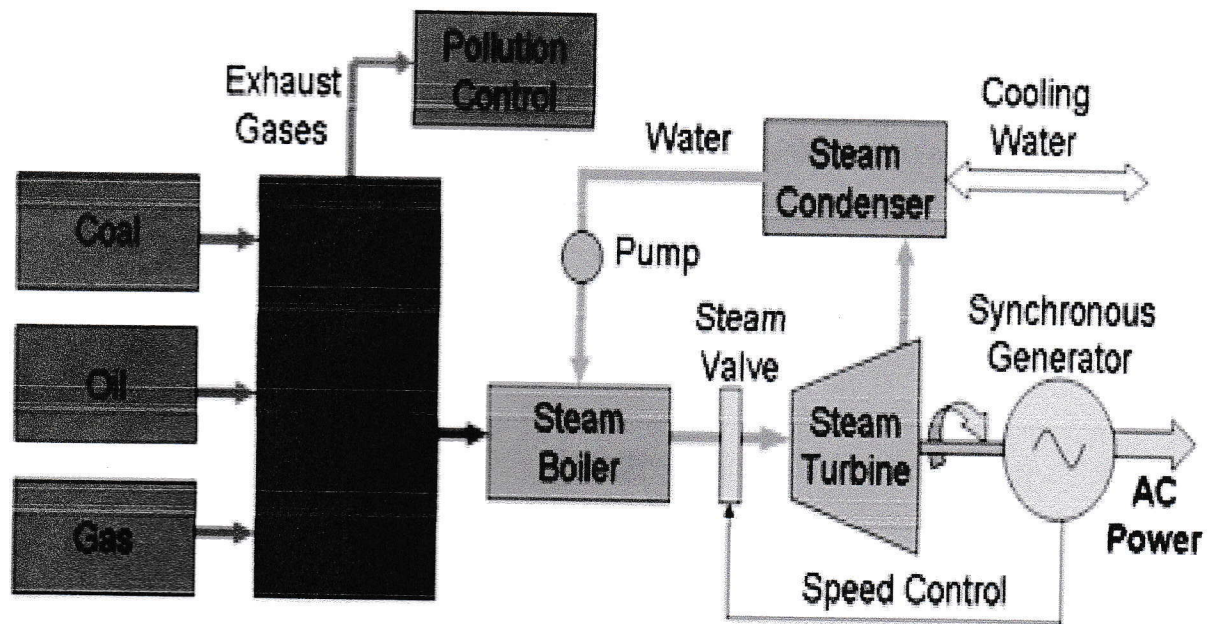 Pollution
Control
Exhaust
Gases
Cooling
Water
Water
Steam
Condenser
Coal
Pump
Steam
Valve
Synchronous
Generator
Oil
Steam
Boiler
Steam
Turbine
Gas
AC
Power
Speed Control